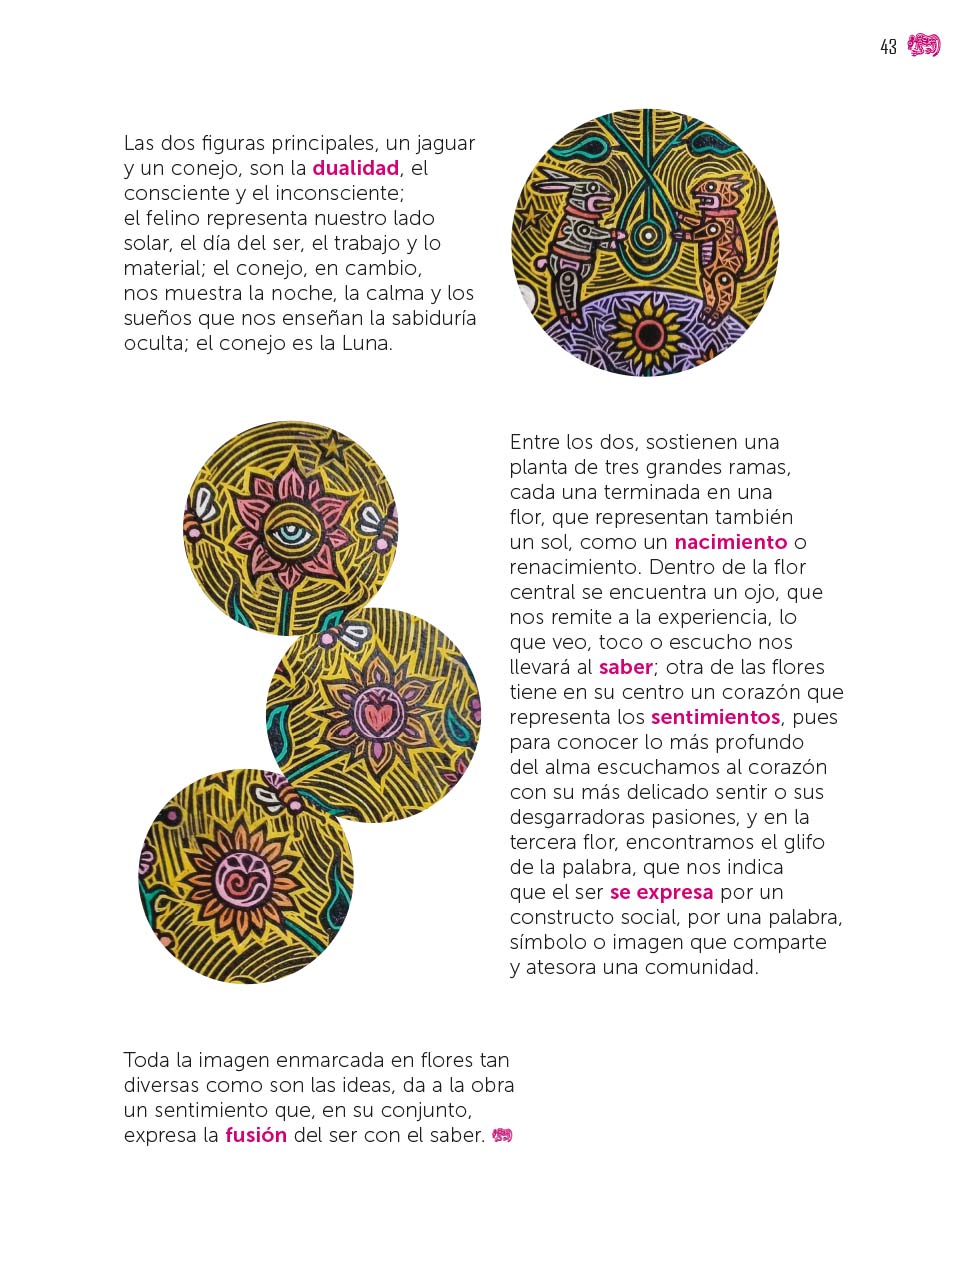 43
Las dos figuras principales, un jaguar
y un conejo, son la dualidad, el
consciente y el inconsciente;
el felino representa nuestro lado
solar, el día del ser, el trabajo y lo
material; el conejo, en cambio,
nos muestra la noche, la calma y los
sueños que nos enseñan la sabiduría
oculta; el conejo es la Luna.
Entre los dos, sostienen una
planta de tres grandes ramas,
cada una terminada en una
flor, que representan también
un sol, como un nacimiento o
renacimiento. Dentro de la flor
central se encuentra un ojo, que
nos remite a la experiencia, lo
que veo, toco o escucho nos
llevará al saber; otra de las flores
tiene en su centro un corazón que
representa los sentimientos, pues
para conocer lo más profundo
del alma escuchamos al corazón
con su más delicado sentir o sus
desgarradoras pasiones, y en la
tercera flor, encontramos el glifo
de la palabra, que nos indica
que el ser se expresa por un
constructo social, por una palabra,
símbolo o imagen que comparte
y atesora una comunidad.
Toda la imagen enmarcada en flores tan
diversas como son las ideas, da a la obra
un sentimiento que, en su conjunto,
expresa la fusión del ser con el saber.